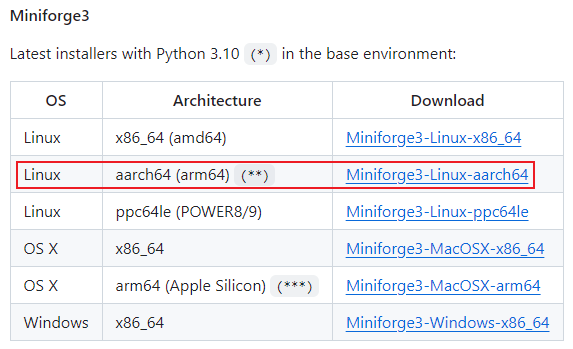 Miniforge3
Latest installers with Python 3.10 (*) in the base environment:
OS Architecture Download
Linux x86_64 (amd64) Miniforge3-Linux-x86_64
Linux aarch64 (arm64) (**) Miniforge3-Linux-aarch64
Linux ppc64le (POWER8/9) Miniforge3-Linux-ppc64le
OS X x86_64 Miniforge3-MacOSX-x86_64
OS X arm64 (Apple Silicon) (***) Miniforge3-MacOSX-arm64
Windows x86_64 Miniforge3-Windows-x86_64